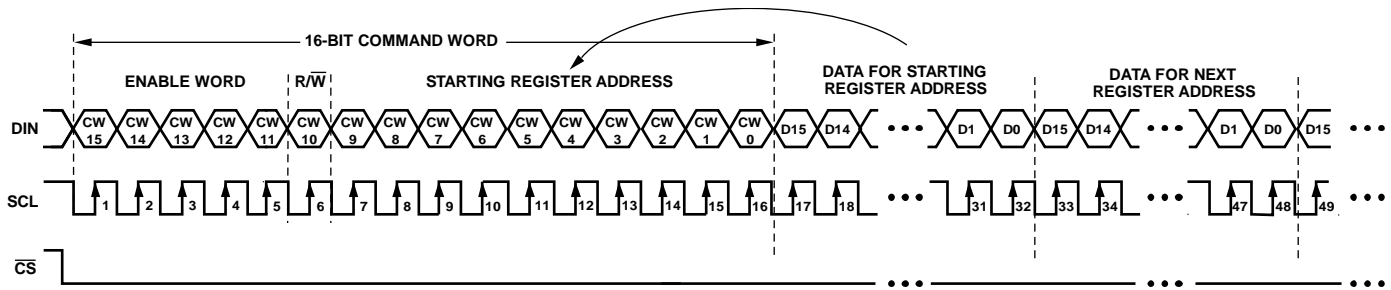 16-BIT COMMAND WORD
ENABLE WORD R/W̅ STARTING REGISTER ADDRESS
DATA FOR STARTING
REGISTER ADDRESS
DATA FOR NEXT
REGISTER ADDRESS
DIN CW 15 CW 14 CW 13 CW 12 CW 11 CW 10 CW 9 CW 8 CW 7 CW 6 CW 5 CW 4 CW 3 CW 2 CW 1 CW 0 D15 D14 ••• D1 D0 D15 D14 ••• D1 D0 D15 •••
SCL 1 2 3 4 5 6 7 8 9 10 11 12 13 14 15 16 17 18 ••• 31 32 33 34 ••• 47 48 49 •••
C̅S̅ ••• ••• •••